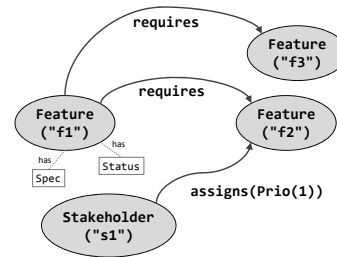 requires
Feature
("f3")
requires
Feature
("f1")
Feature
("f2")
has
Spec
has
Status
assigns(Prio(1))
Stakeholder
("s1")